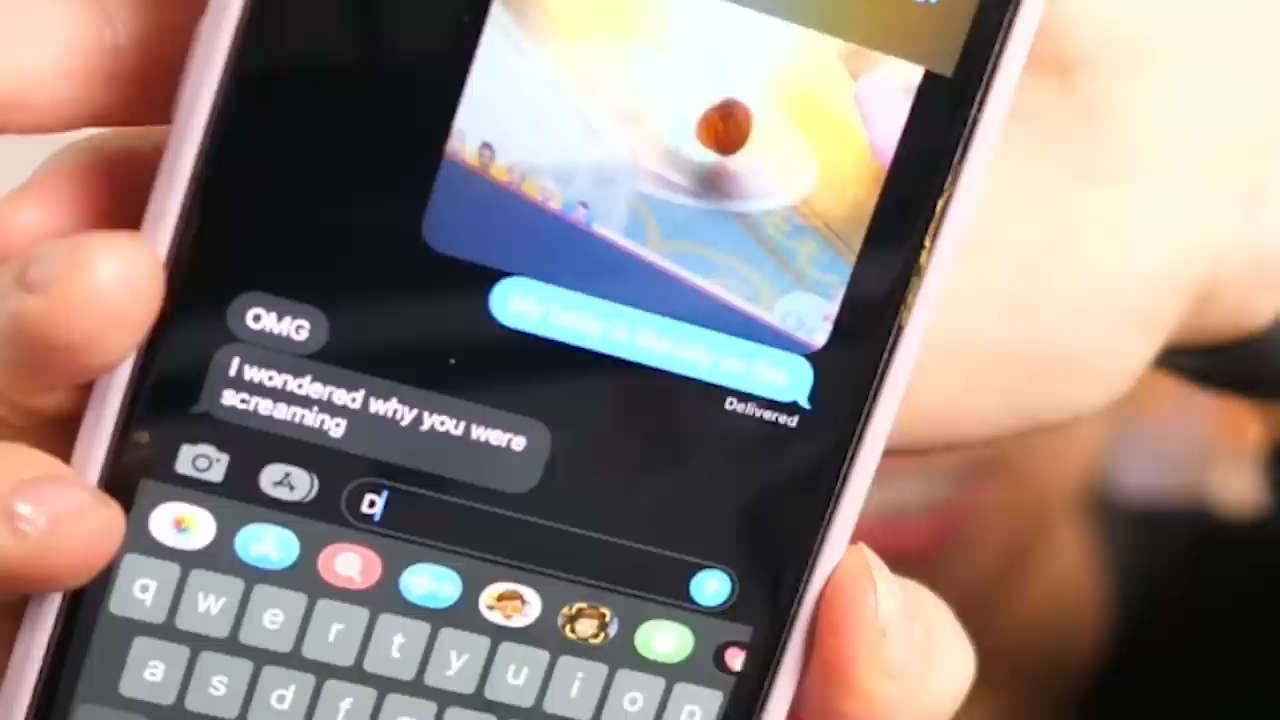 OMG
Delivered
I wondered why you were
screaming
D
q w e r t y u i o p
a s d f